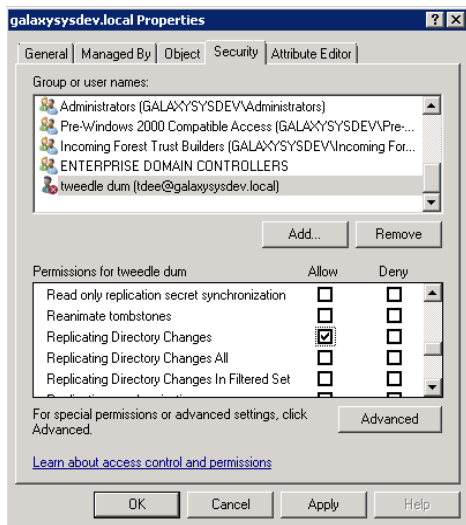 galaxysysdev.local Properties
General Managed By Object Security Attribute Editor
Group or user names:
Administrators (GALAXYSYSDEV\Administrators)
Pre-Windows 2000 Compatible Access (GALAXYSYSDEV\Pre-...
Incoming Forest Trust Builders (GALAXYSYSDEV\Incoming For...
ENTERPRISE DOMAIN CONTROLLERS
tweedle dum (tdee@galaxysysdev.local)
Add... Remove
Permissions for tweedle dum Allow Deny
Read only replication secret synchronization
Reanimate tombstones
Replicating Directory Changes
Replicating Directory Changes All
Replicating Directory Changes In Filtered Set
For special permissions or advanced settings, click
Advanced.
Advanced
Learn about access control and permissions
OK Cancel Apply Help